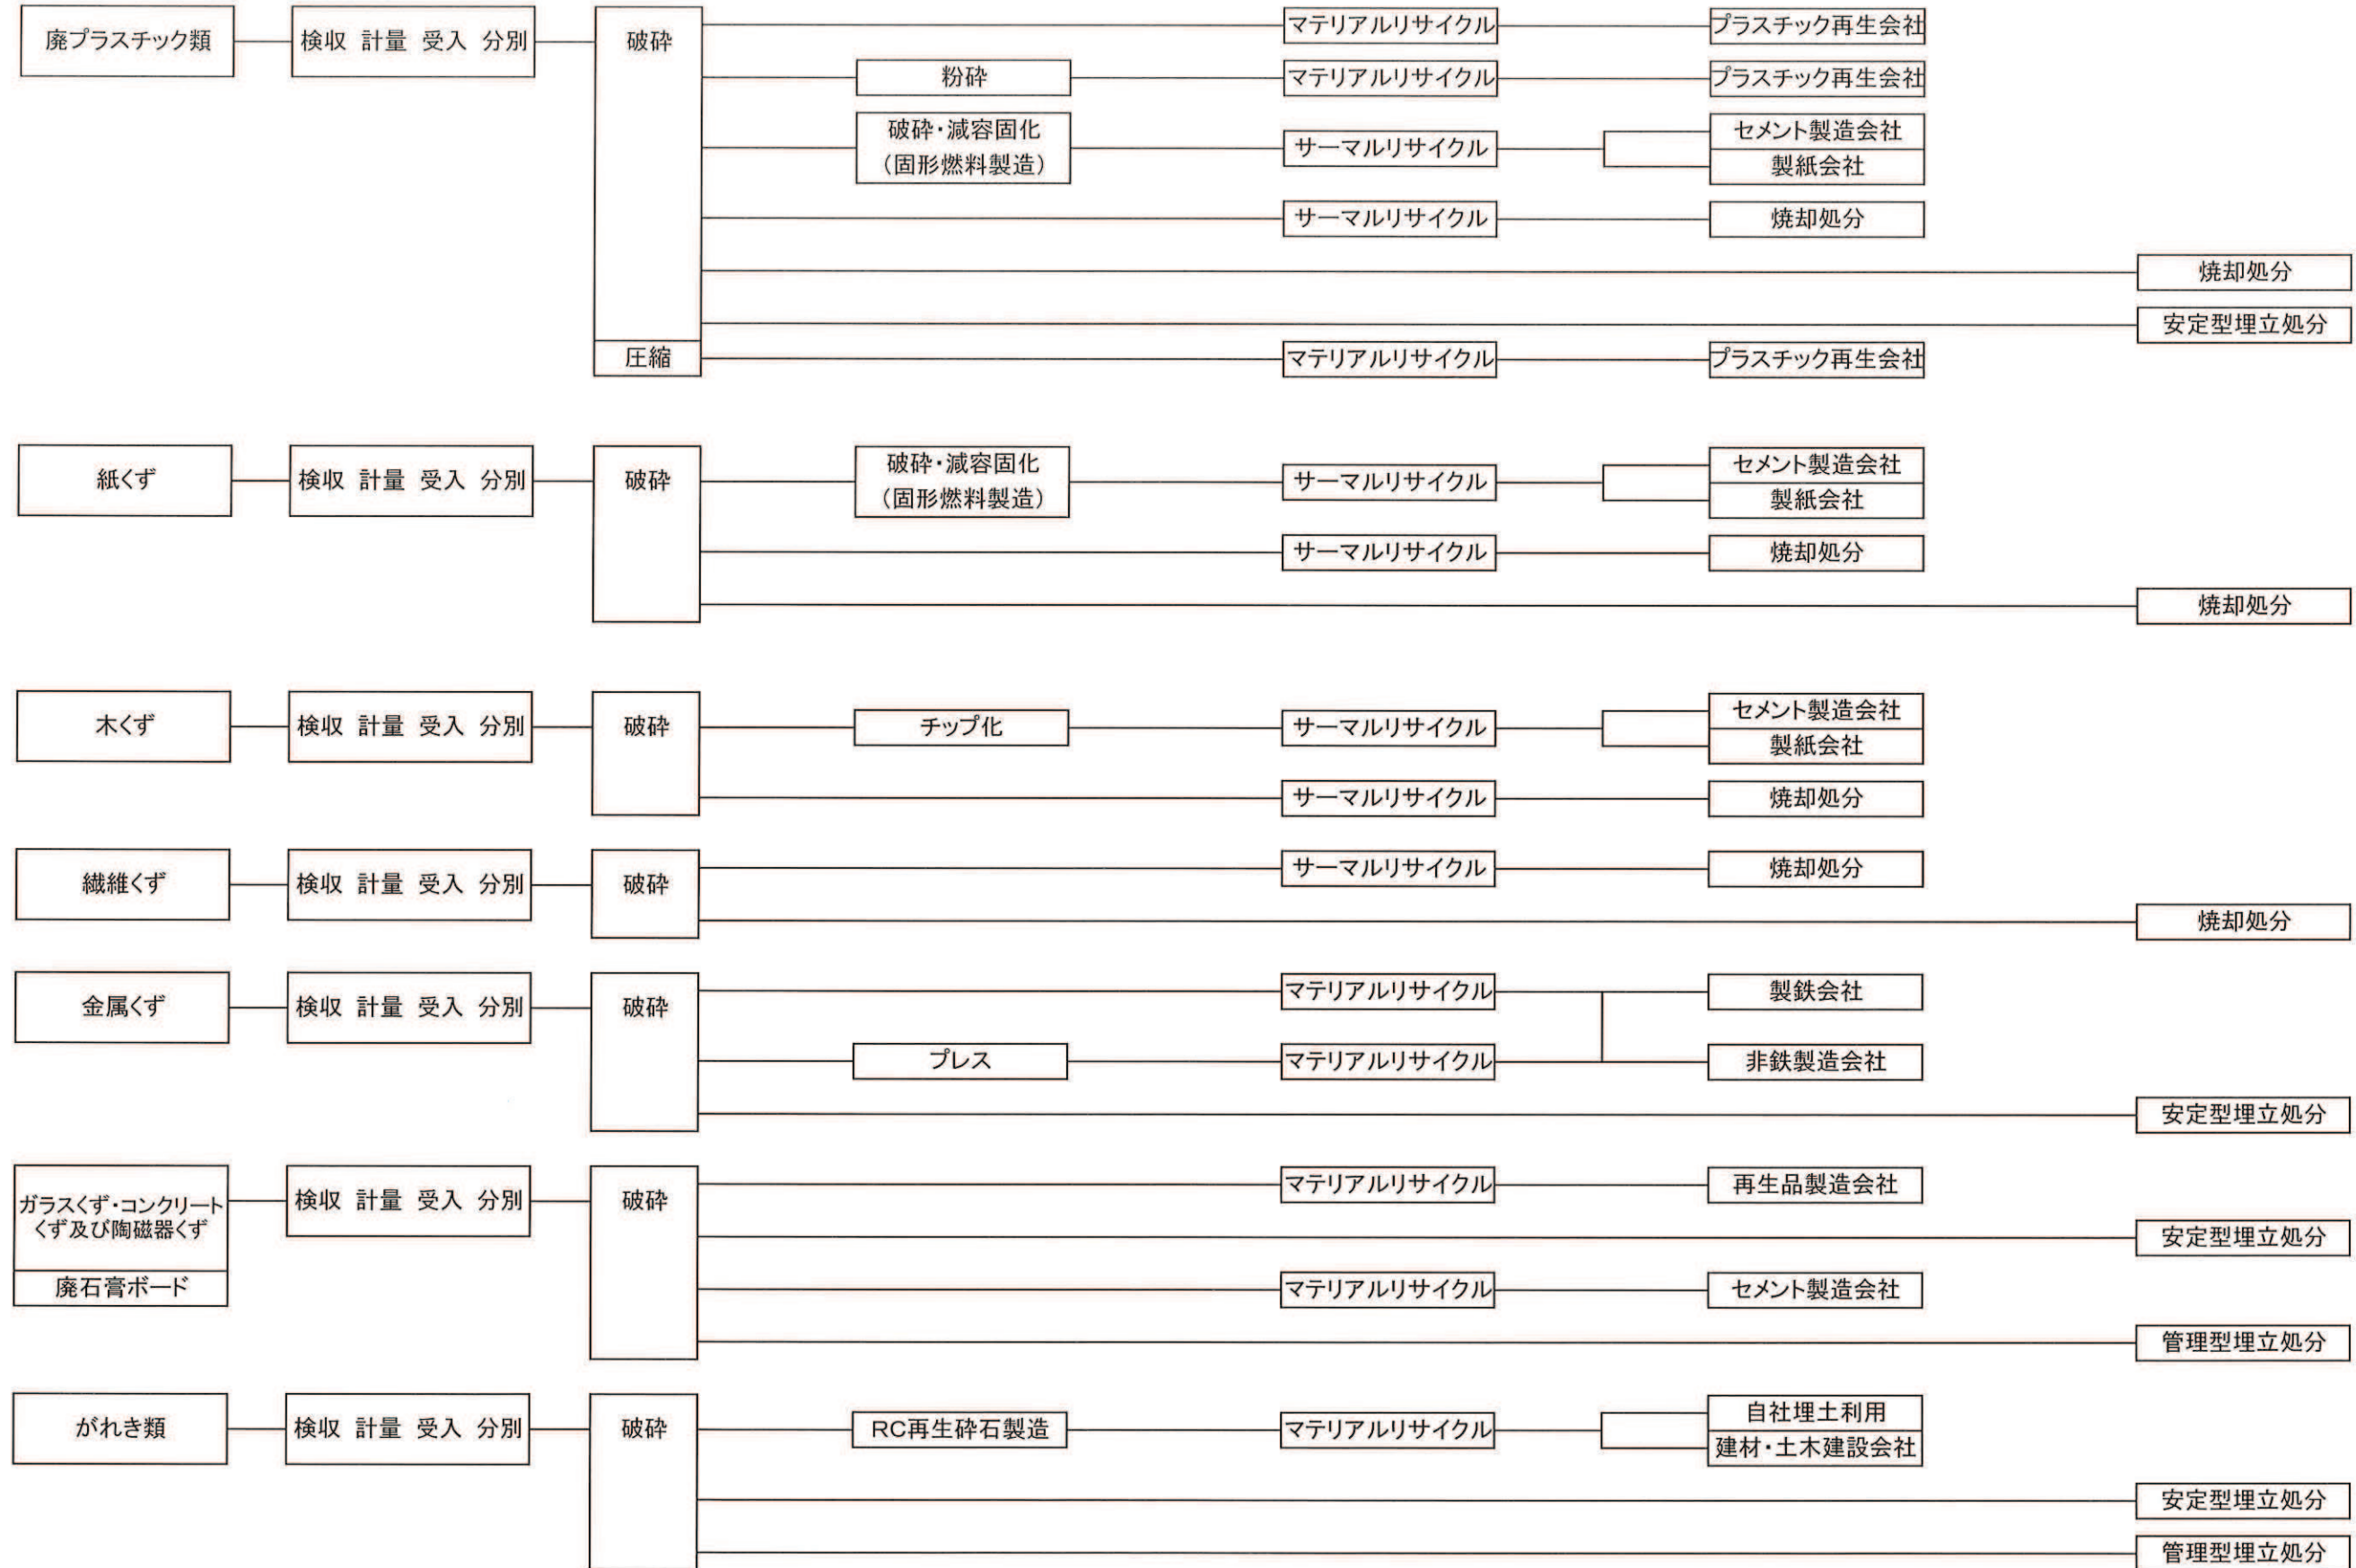 廃プラスチック類
検収 計量 受入 分別
破砕
マテリアルリサイクル
プラスチック再生会社
粉砕
マテリアルリサイクル
プラスチック再生会社
破砕・減容固化
(固形燃料製造)
サーマルリサイクル
セメント製造会社
製紙会社
サーマルリサイクル
焼却処分
焼却処分
安定型埋立処分
圧縮
マテリアルリサイクル
プラスチック再生会社
紙くず
検収 計量 受入 分別
破砕
破砕・減容固化
(固形燃料製造)
サーマルリサイクル
セメント製造会社
製紙会社
サーマルリサイクル
焼却処分
焼却処分
木くず
検収 計量 受入 分別
破砕
チップ化
サーマルリサイクル
セメント製造会社
製紙会社
サーマルリサイクル
焼却処分
繊維くず
検収 計量 受入 分別
破砕
サーマルリサイクル
焼却処分
焼却処分
金属くず
検収 計量 受入 分別
破砕
マテリアルリサイクル
製鉄会社
プレス
マテリアルリサイクル
非鉄製造会社
安定型埋立処分
ガラスくず・コンクリート
くず及び陶磁器くず
検収 計量 受入 分別
破砕
マテリアルリサイクル
再生品製造会社
安定型埋立処分
廃石膏ボード
マテリアルリサイクル
セメント製造会社
管理型埋立処分
がれき類
検収 計量 受入 分別
破砕
RC再生砕石製造
マテリアルリサイクル
自社埋土利用
建材・土木建設会社
安定型埋立処分
管理型埋立処分